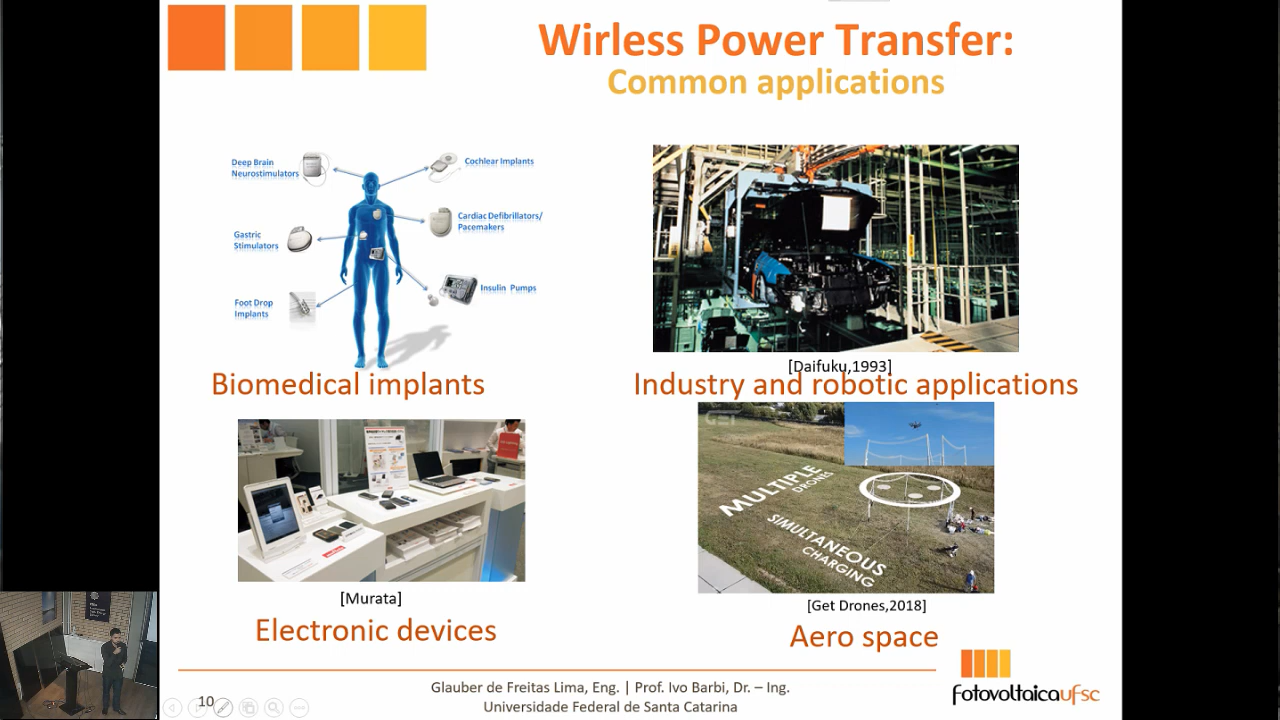 Wirless Power Transfer:
Common applications
Deep Brain
Neurostimulators
Cochlear Implants
Cardiac Defibrillators/
Pacemakers
Gastric
Stimulators
Insulin Pumps
Foot Drop
Implants
Biomedical implants
[Daifuku,1993]
Industry and robotic applications
GET
MULTIPLE
DRONES
SIMULTANEOUS
CHARGING
[Murata]
Electronic devices
[Get Drones,2018]
Aero space
10
Glauber de Freitas Lima, Eng. | Prof. Ivo Barbi, Dr. – Ing.
Universidade Federal de Santa Catarina
fotovoltaicaufsc